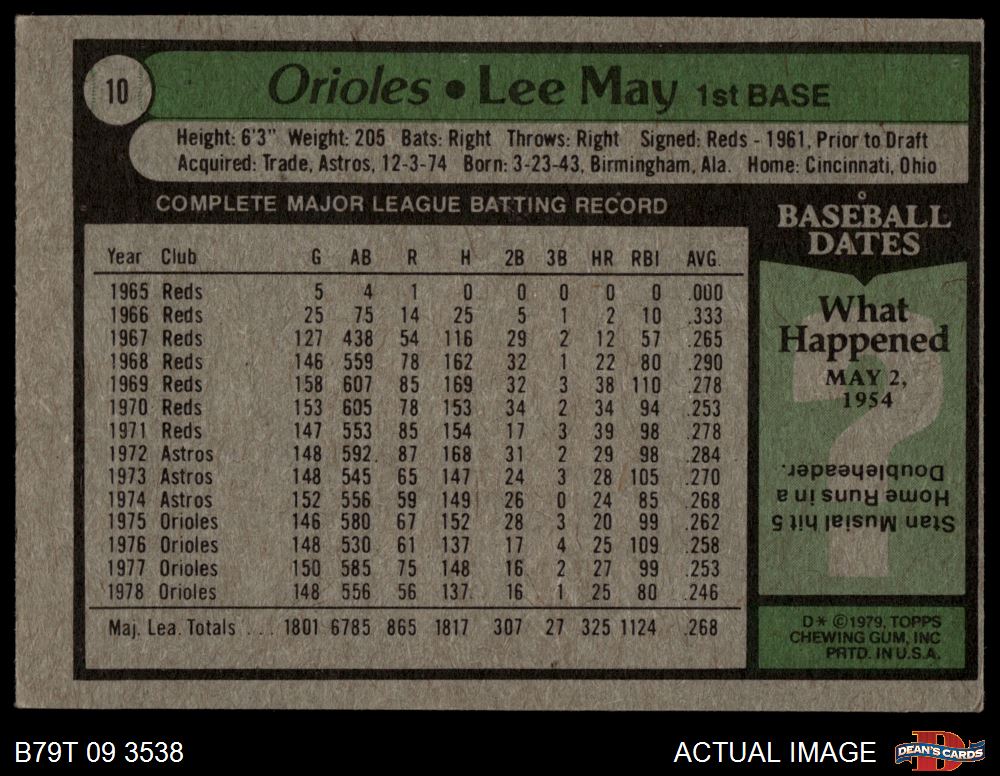 10
Orioles • Lee May 1st BASE
Height: 6'3" Weight: 205 Bats: Right Throws: Right Signed: Reds - 1961, Prior to Draft
Acquired: Trade, Astros, 12-3-74 Born: 3-23-43, Birmingham, Ala. Home: Cincinnati, Ohio
COMPLETE MAJOR LEAGUE BATTING RECORD
Year Club G AB R H 2B 3B HR RBI AVG.
1965 Reds 5 4 1 0 0 0 0 0 .000
1966 Reds 25 75 14 25 5 1 2 10 .333
1967 Reds 127 438 54 116 29 2 12 57 .265
1968 Reds 146 559 78 162 32 1 22 80 .290
1969 Reds 158 607 85 169 32 3 38 110 .278
1970 Reds 153 605 78 153 34 2 34 94 .253
1971 Reds 147 553 85 154 17 3 39 98 .278
1972 Astros 148 592 87 168 31 2 29 98 .284
1973 Astros 148 545 65 147 24 3 28 105 .270
1974 Astros 152 556 59 149 26 0 24 85 .268
1975 Orioles 146 580 67 152 28 3 20 99 .262
1976 Orioles 148 530 61 137 17 4 25 109 .258
1977 Orioles 150 585 75 148 16 2 27 99 .253
1978 Orioles 148 556 56 137 16 1 25 80 .246
Maj. Lea. Totals ... 1801 6785 865 1817 307 27 325 1124 .268
BASEBALL
DATES
What
Happened
MAY 2,
1954
?
Stan Musial hit 5
Home Runs in a
Doubleheader.
D* ©1979, TOPPS
CHEWING GUM, INC
PRTD. IN U.S.A.
B79T 09 3538
ACTUAL IMAGE
DEAN'S CARDS